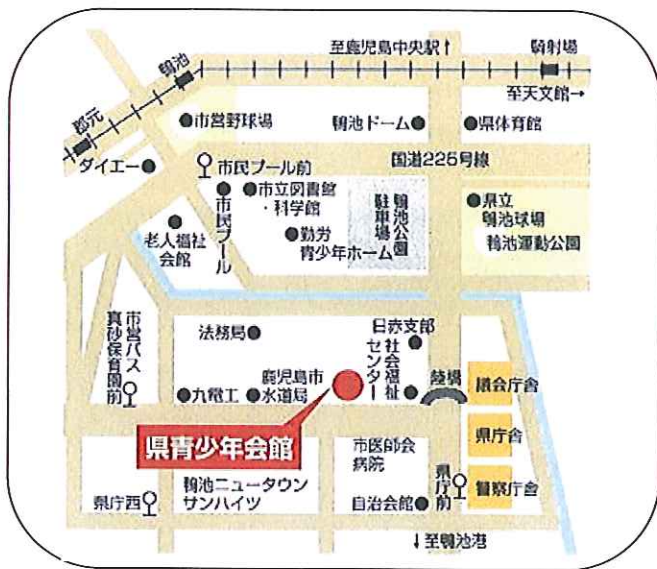 至鹿児島中央駅↑
騎射場
鴨池
至天文館→
郡元
市営野球場
鴨池ドーム
県体育館
ダイエー
市民プール前
国道225号線
市立図書館
・科学館
市民プール
鴨池公園
駐車場
県立
鴨池球場
鴨池運動公園
老人福祉
会館
勤労
青少年ホーム
市営バス
真砂保育園前
法務局
日赤支部
社会福祉
センター
陸橋
議会庁舎
九電工
鹿児島市
水道局
県青少年会館
県庁舎
市医師会
病院
県庁前
警察庁舎
県庁西
鴨池ニュータウン
サンハイツ
自治会館
↓至鴨池港